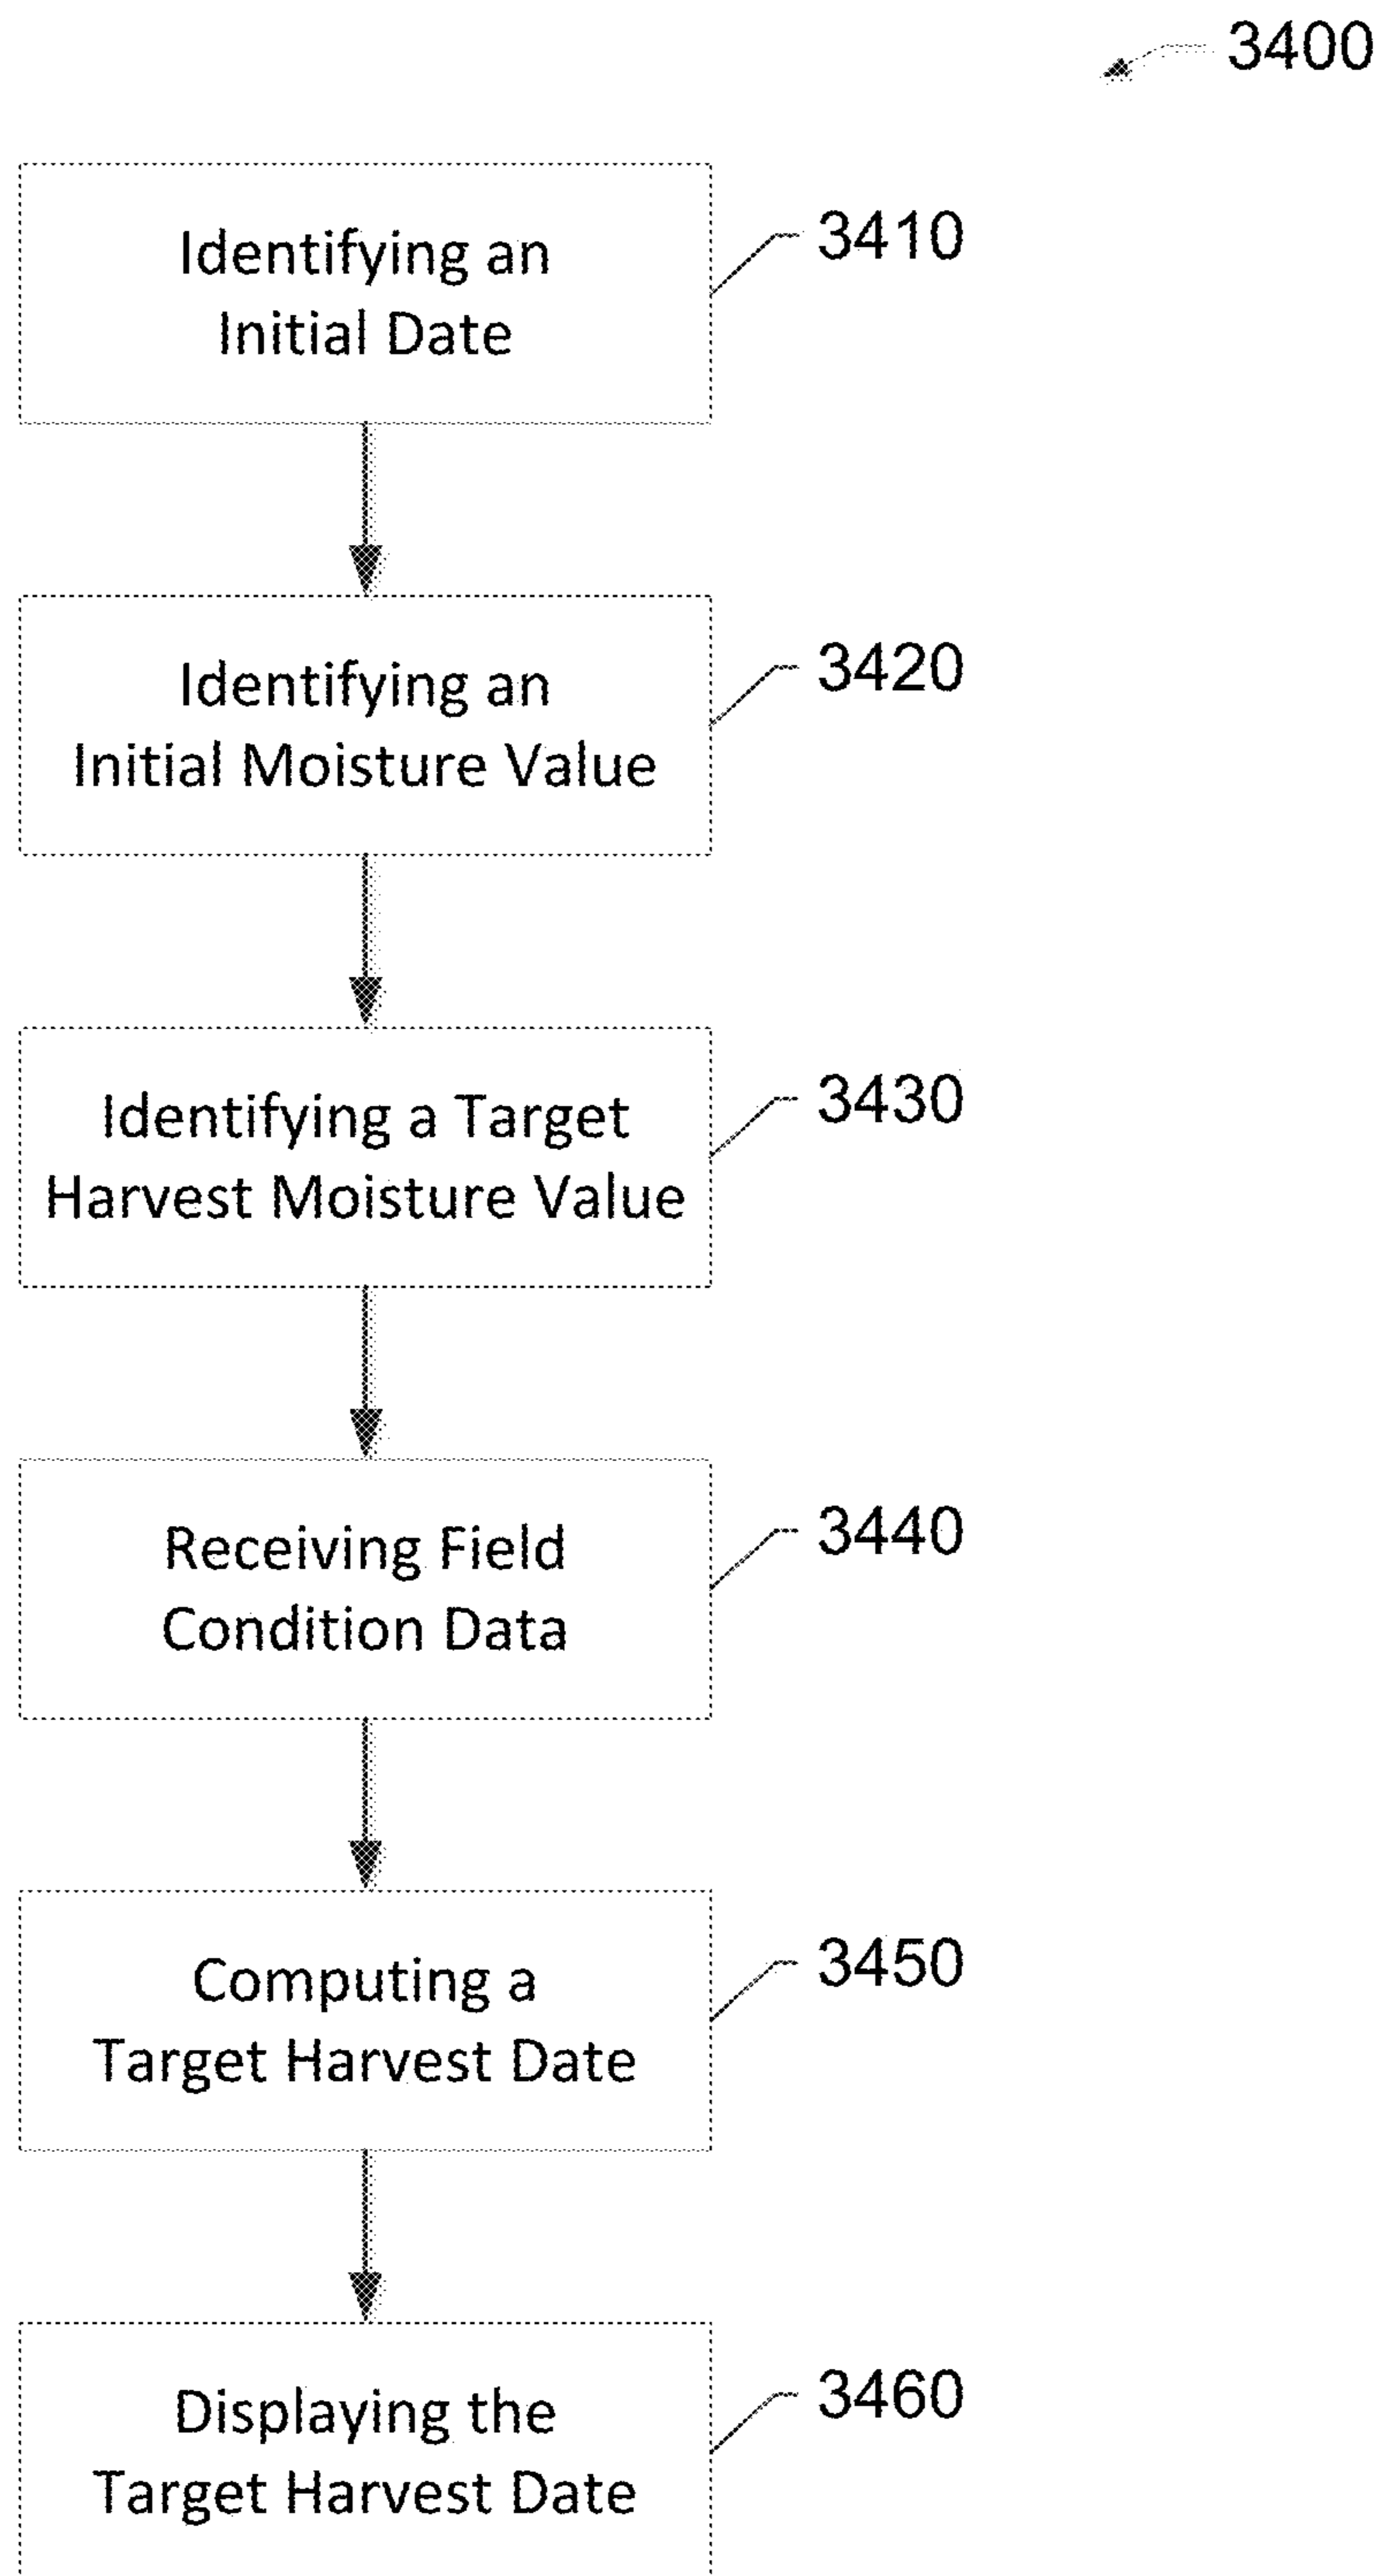 3400
Identifying an
Initial Date
3410
Identifying an
Initial Moisture Value
3420
Identifying a Target
Harvest Moisture Value
3430
Receiving Field
Condition Data
3440
Computing a
Target Harvest Date
3450
Displaying the
Target Harvest Date
3460